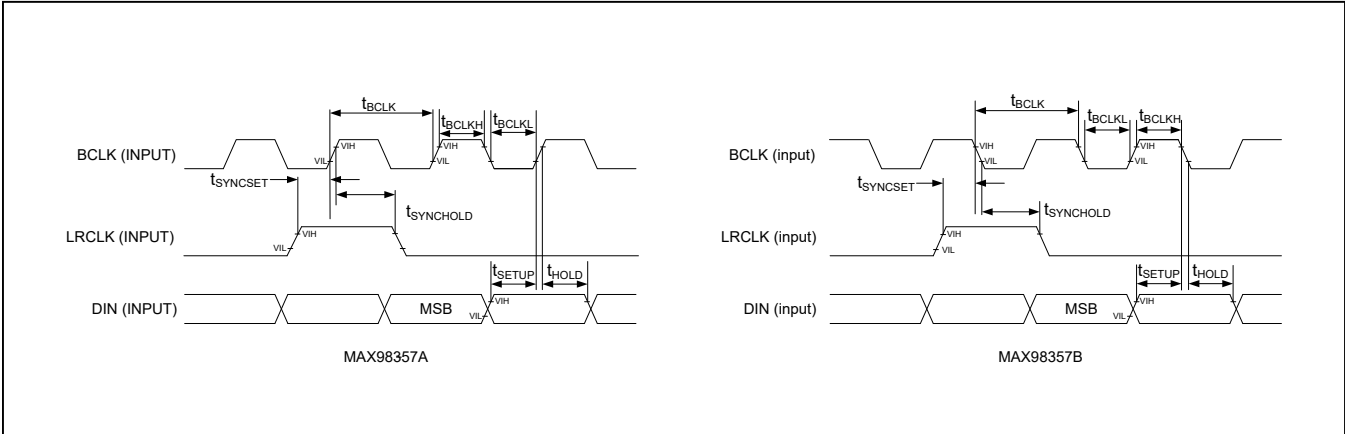 tBCLK
tBCLKH
tBCLKL
BCLK (INPUT)
VIH
VIL
VIH
VIL
tSYNCSET
tSYNCHOLD
LRCLK (INPUT)
VIH
VIL
tSETUP
tHOLD
DIN (INPUT)
MSB
VIH
VIL
MAX98357A
tBCLK
tBCLKL
tBCLKH
BCLK (input)
VIH
VIL
VIH
VIL
tSYNCSET
tSYNCHOLD
LRCLK (input)
VIH
VIL
tSETUP
tHOLD
DIN (input)
MSB
VIH
VIL
MAX98357B